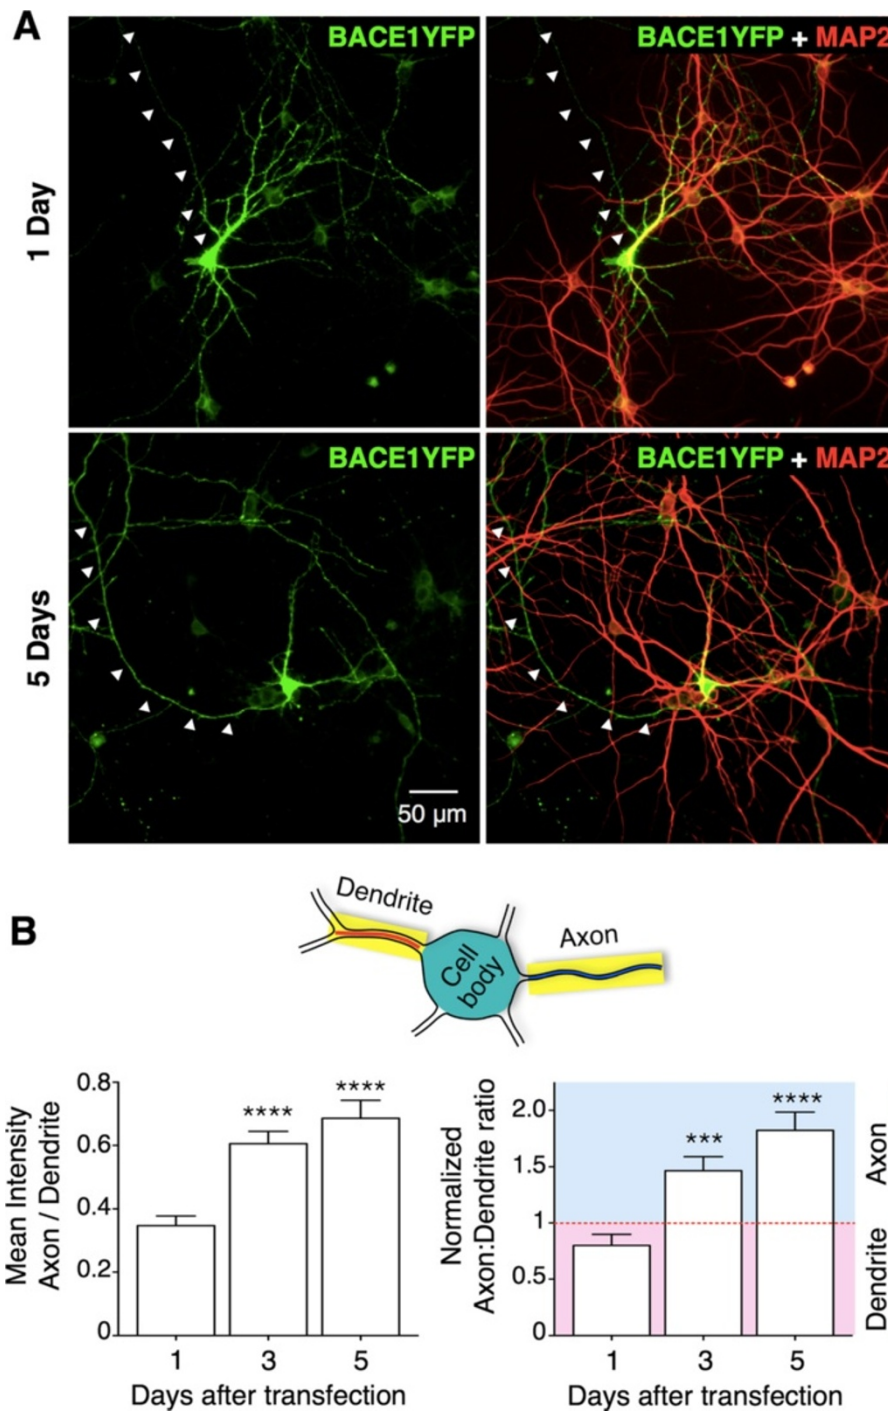 A
BACE1YFP
BACE1YFP + MAP2
1 Day
BACE1YFP
BACE1YFP + MAP2
5 Days
50 µm
B
Dendrite
Cell
body
Axon
Mean Intensity
Axon / Dendrite
0.8
0.6
0.4
0.2
0
****
****
1 3 5
Days after transfection
Normalized
Axon:Dendrite ratio
2.0
1.5
1
0.5
0
***
****
Axon
Dendrite
1 3 5
Days after transfection